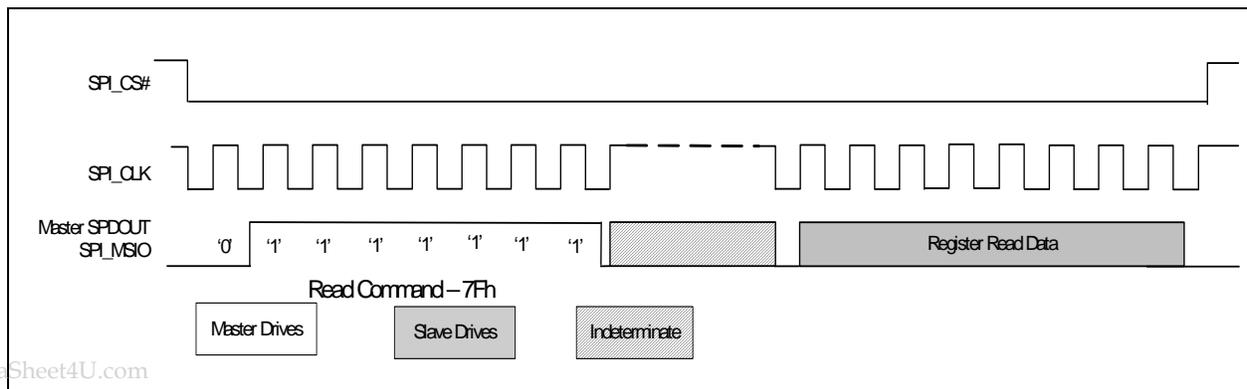 SPI_CS#
SPI_CLK
Master SPDOUT
SPI_MSIO
‘0’ ‘1’ ‘1’ ‘1’ ‘1’ ‘1’ ‘1’ ‘1’
Register Read Data
Read Command – 7Fh
Master Drives
Slave Drives
Indeterminate
aSheet4U.com